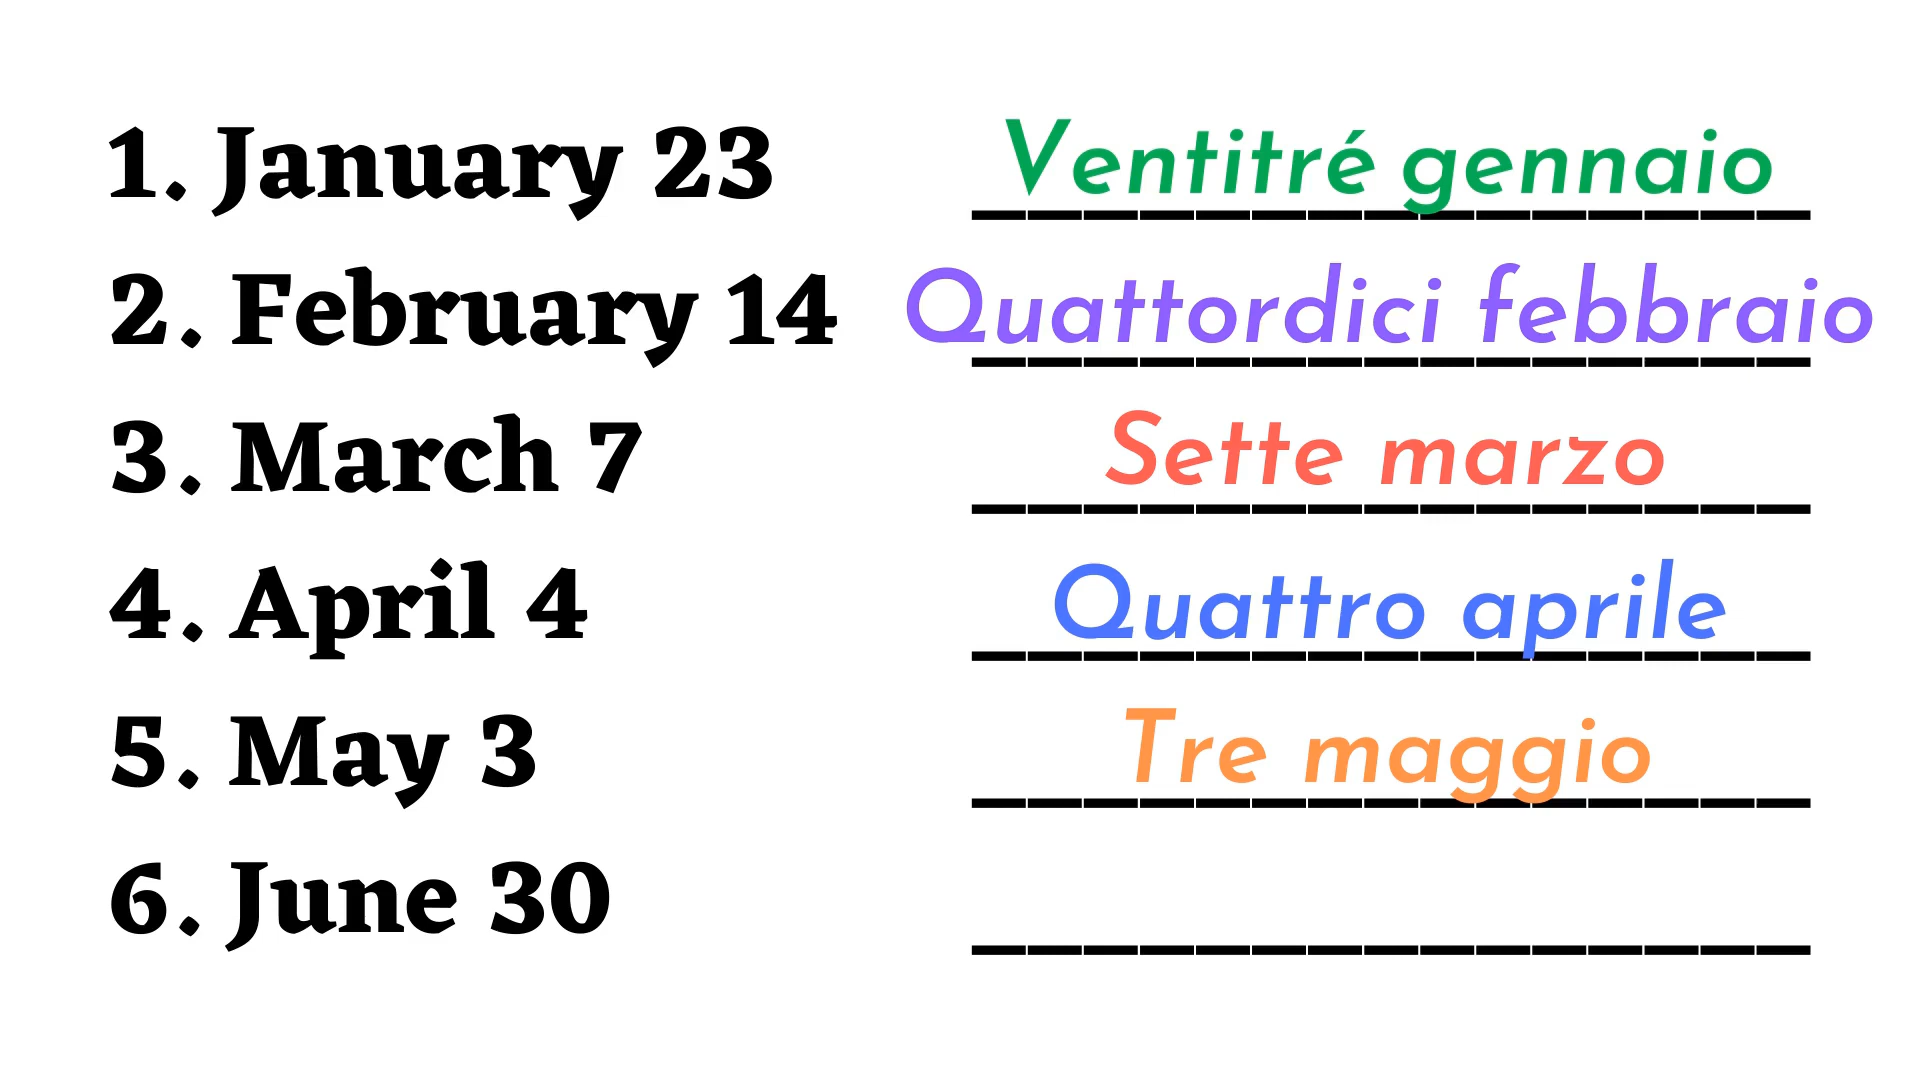 1. January 23 Ventitré gennaio
2. February 14 Quattordici febbraio
3. March 7 Sette marzo
4. April 4 Quattro aprile
5. May 3 Tre maggio
6. June 30